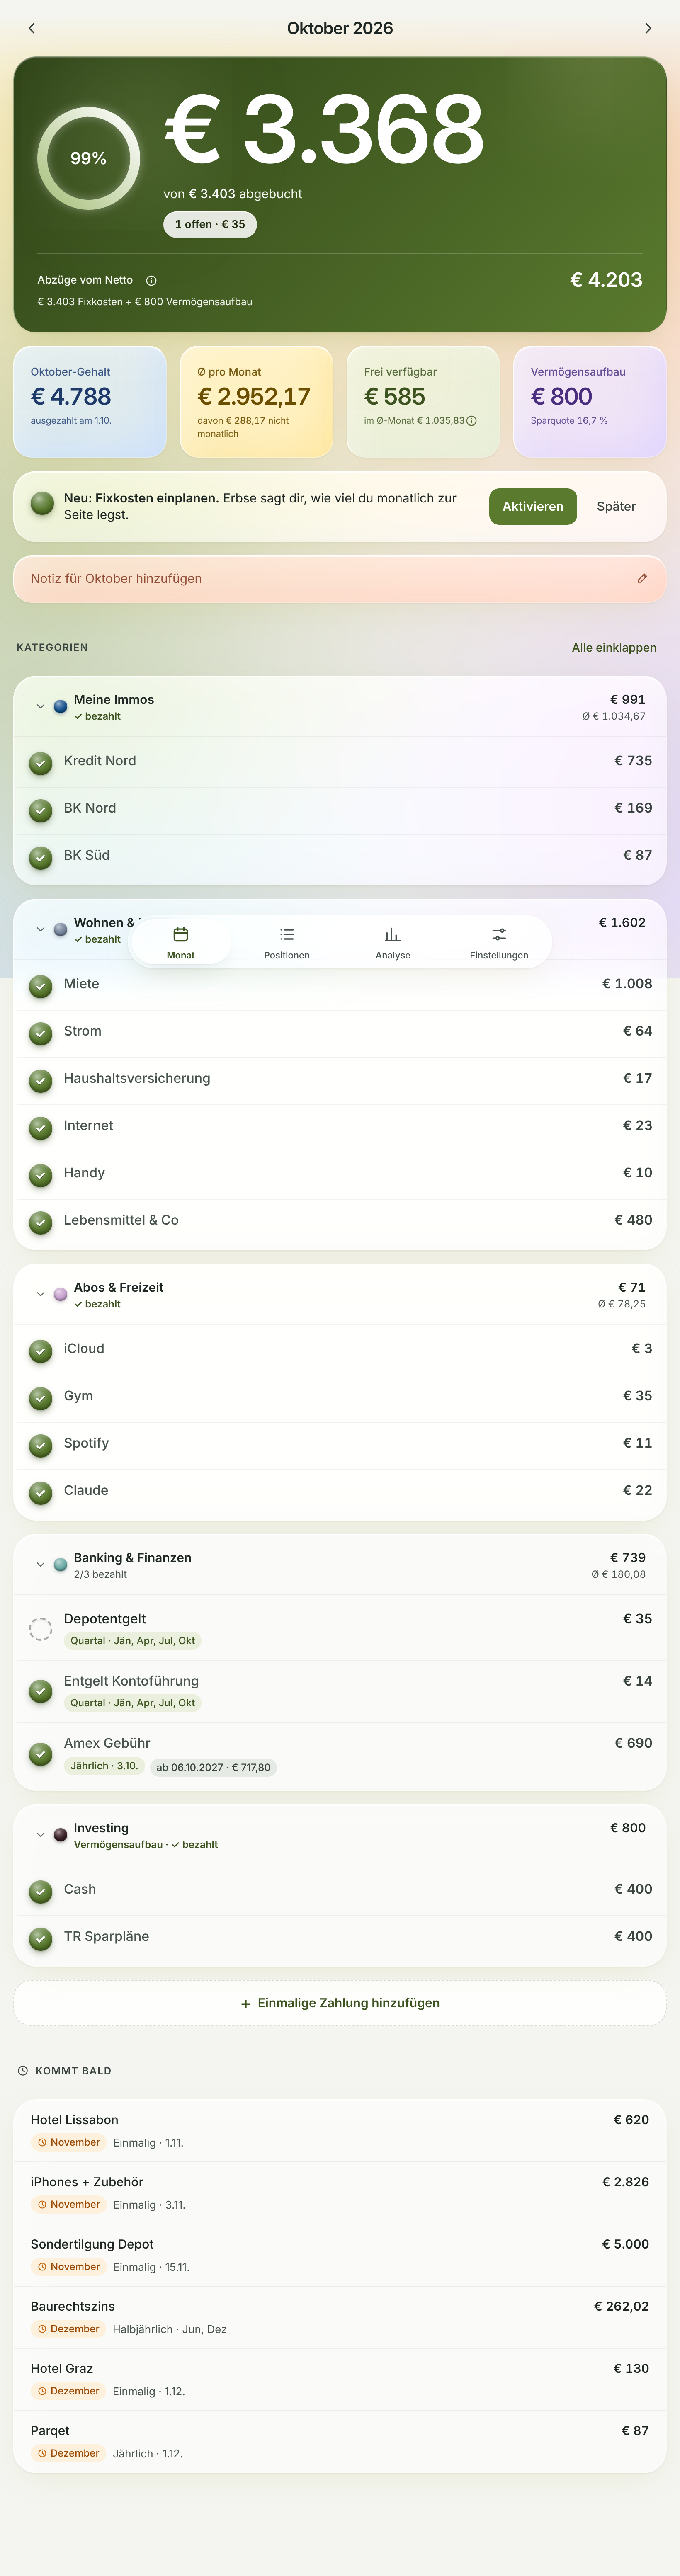 Oktober 2026
99%
€ 3.368
von € 3.403 abgebucht
1 offen · € 35
Abzüge vom Netto
€ 4.203
€ 3.403 Fixkosten + € 800 Vermögensaufbau
Oktober-Gehalt
€ 4.788
ausgezahlt am 1.10.
Ø pro Monat
€ 2.952,17
davon € 288,17 nicht
monatlich
Frei verfügbar
€ 585
im Ø-Monat € 1.035,83
Vermögensaufbau
€ 800
Sparquote 16,7 %
Neu: Fixkosten einplanen. Erbse sagt dir, wie viel du monatlich zur
Seite legst.
Aktivieren
Später
Notiz für Oktober hinzufügen
KATEGORIEN
Alle einklappen
Meine Immos
€ 991
✓ bezahlt
Ø € 1.034,67
Kredit Nord
€ 735
BK Nord
€ 169
BK Süd
€ 87
Wohnen &
€ 1.602
✓ bezahlt
Monat
Positionen
Analyse
Einstellungen
Miete
€ 1.008
Strom
€ 64
Haushaltsversicherung
€ 17
Internet
€ 23
Handy
€ 10
Lebensmittel & Co
€ 480
Abos & Freizeit
€ 71
✓ bezahlt
Ø € 78,25
iCloud
€ 3
Gym
€ 35
Spotify
€ 11
Claude
€ 22
Banking & Finanzen
€ 739
2/3 bezahlt
Ø € 180,08
Depotentgelt
€ 35
Quartal · Jän, Apr, Jul, Okt
Entgelt Kontoführung
€ 14
Quartal · Jän, Apr, Jul, Okt
Amex Gebühr
€ 690
Jährlich · 3.10.
ab 06.10.2027 · € 717,80
Investing
€ 800
Vermögensaufbau · ✓ bezahlt
Cash
€ 400
TR Sparpläne
€ 400
+ Einmalige Zahlung hinzufügen
KOMMT BALD
Hotel Lissabon
€ 620
November
Einmalig · 1.11.
iPhones + Zubehör
€ 2.826
November
Einmalig · 3.11.
Sondertilgung Depot
€ 5.000
November
Einmalig · 15.11.
Baurechtszins
€ 262,02
Dezember
Halbjährlich · Jun, Dez
Hotel Graz
€ 130
Dezember
Einmalig · 1.12.
Parqet
€ 87
Dezember
Jährlich · 1.12.